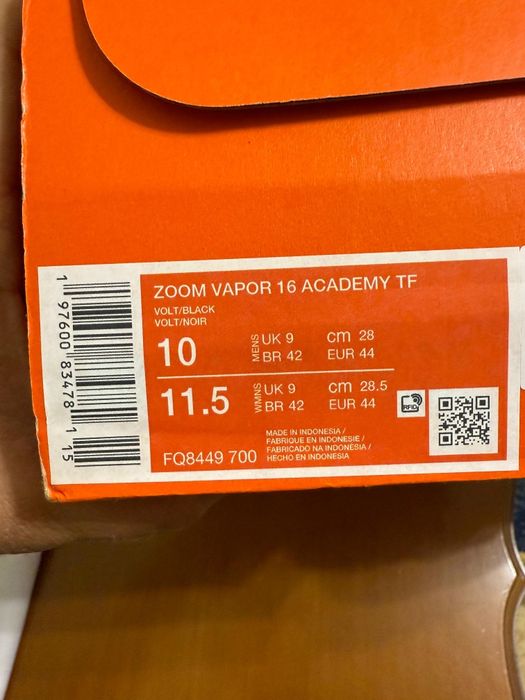 ZOOM VAPOR 16 ACADEMY TF
VOLT/BLACK
VOLT/NOIR
10 MENS UK 9 cm 28
BR 42 EUR 44
11.5 WMNS UK 9 cm 28.5
BR 42 EUR 44
RFID
FQ8449 700
MADE IN INDONESIA /
FABRIQUE EN INDONESIE /
FABRICADO NA INDONÉSIA /
HECHO EN INDONESIA
1 97600 83478 1 15